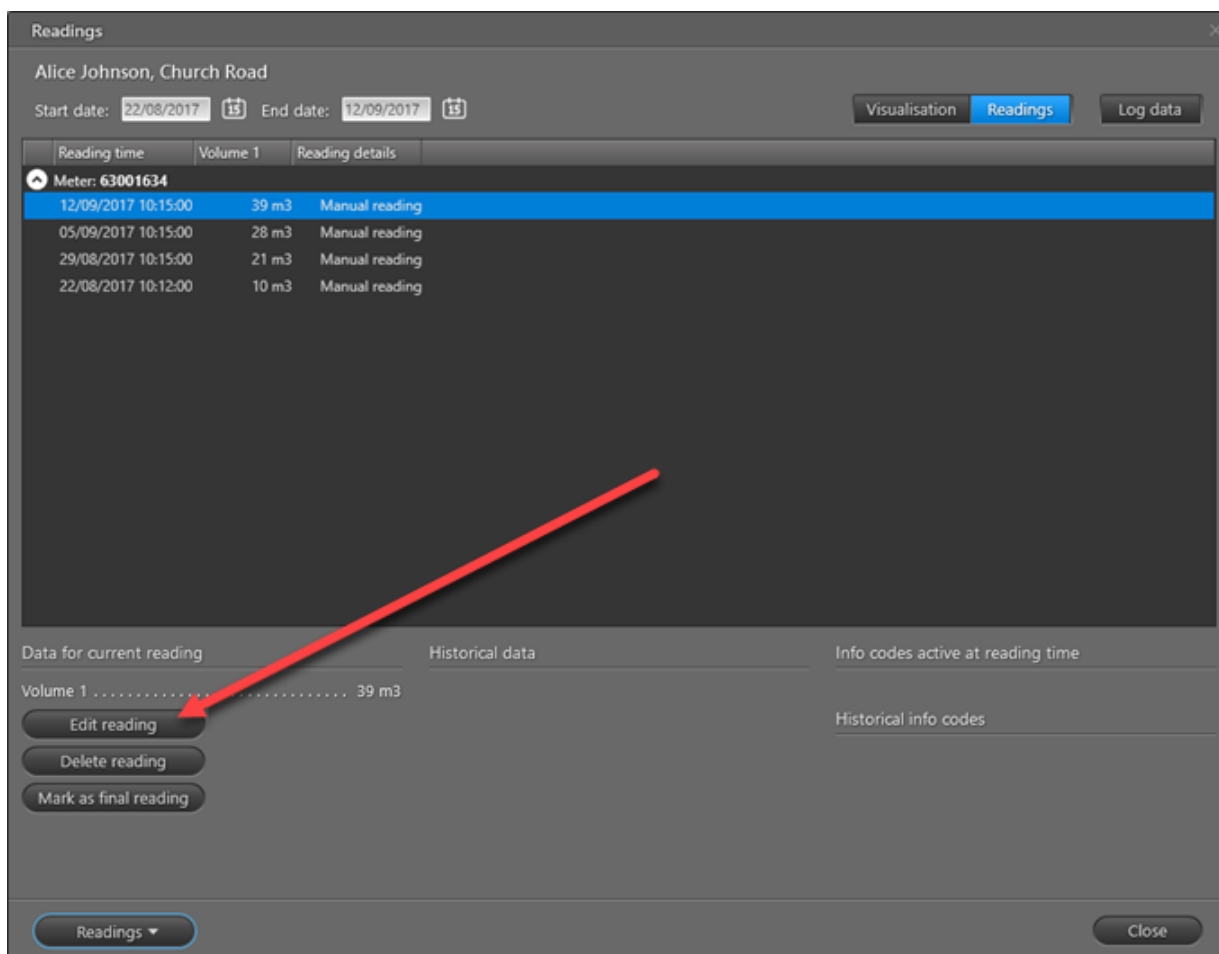 Readings
Alice Johnson, Church Road
Start date: 22/08/2017 15 End date: 12/09/2017 15 Visualisation Readings Log data
Reading time Volume 1 Reading details
Meter: 63001634
12/09/2017 10:15:00 39 m3 Manual reading
05/09/2017 10:15:00 28 m3 Manual reading
29/08/2017 10:15:00 21 m3 Manual reading
22/08/2017 10:12:00 10 m3 Manual reading
Data for current reading Historical data Info codes active at reading time
Volume 1 . . . . . . . . . . . . . . . . . . . . . . . . . . . . . . 39 m3
Edit reading Historical info codes
Delete reading
Mark as final reading
Readings Close